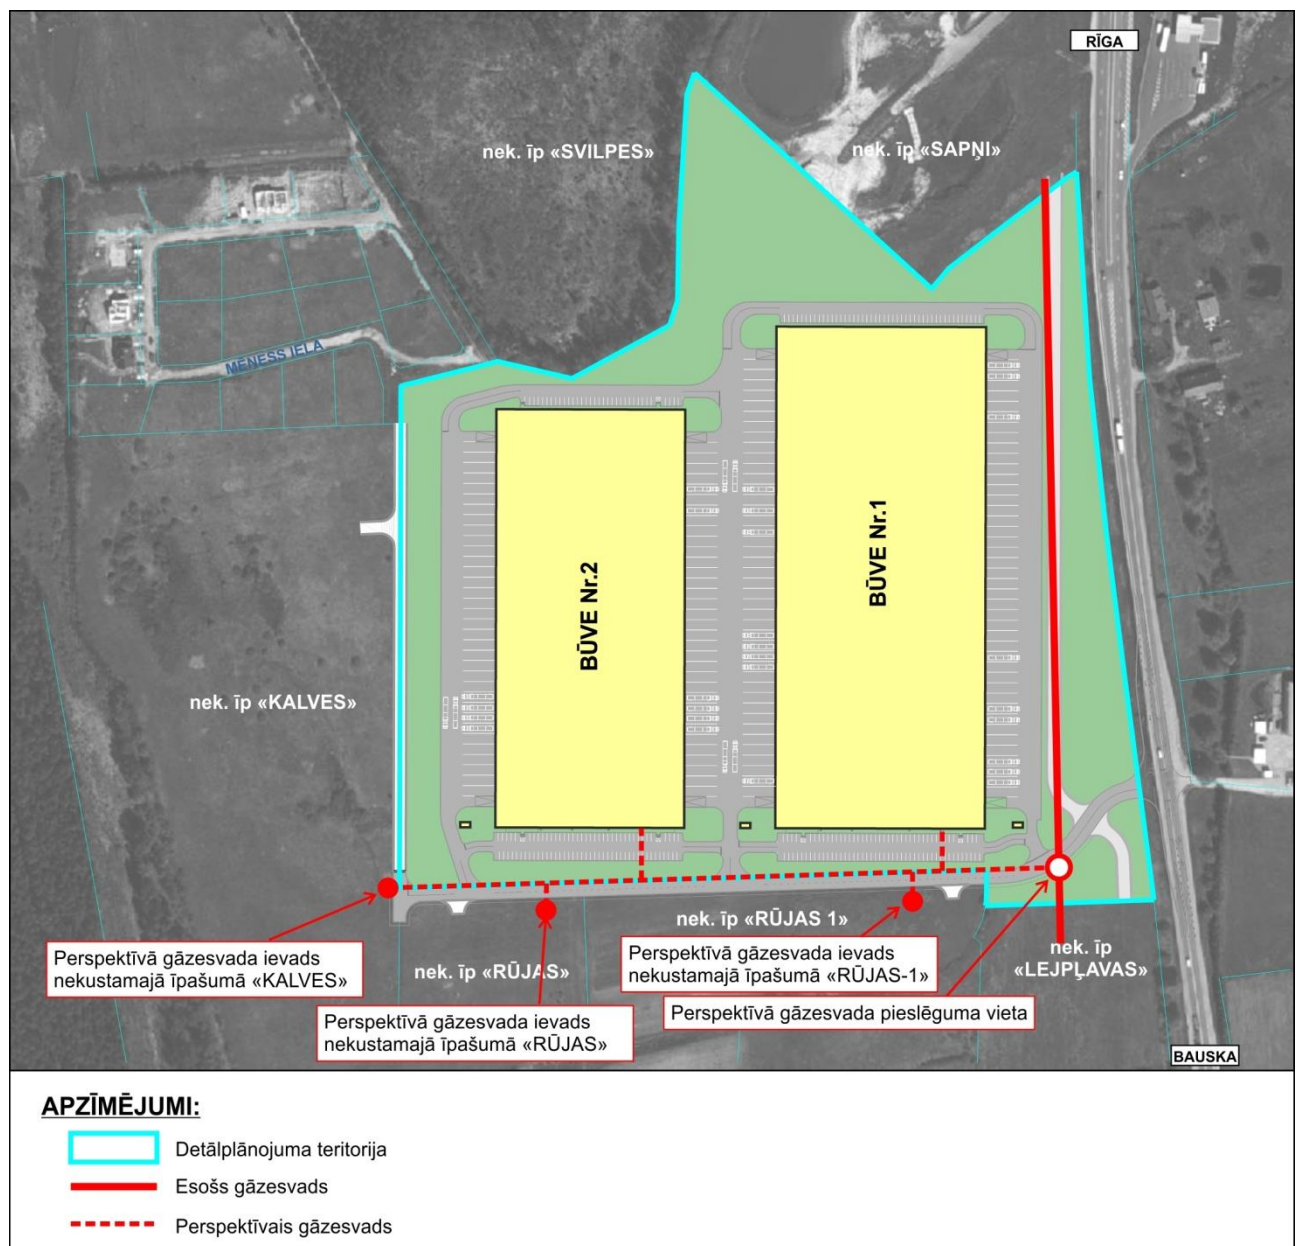 RĪGA
nek. īp «SVILPES»
nek. īp «SAPŅI»
MĒNESS IELA
BŪVE Nr.1
BŪVE Nr.2
nek. īp «KALVES»
nek. īp «RŪJAS 1»
nek. īp «RŪJAS»
nek. īp
«LEJPĻAVAS»
Perspektīvā gāzesvada ievads
nekustamajā īpašumā «KALVES»
Perspektīvā gāzesvada ievads
nekustamajā īpašumā «RŪJAS»
Perspektīvā gāzesvada ievads
nekustamajā īpašumā «RŪJAS-1»
Perspektīvā gāzesvada pieslēguma vieta
BAUSKA
APZĪMĒJUMI:
Detālplānojuma teritorija
Esošs gāzesvads
Perspektīvais gāzesvads